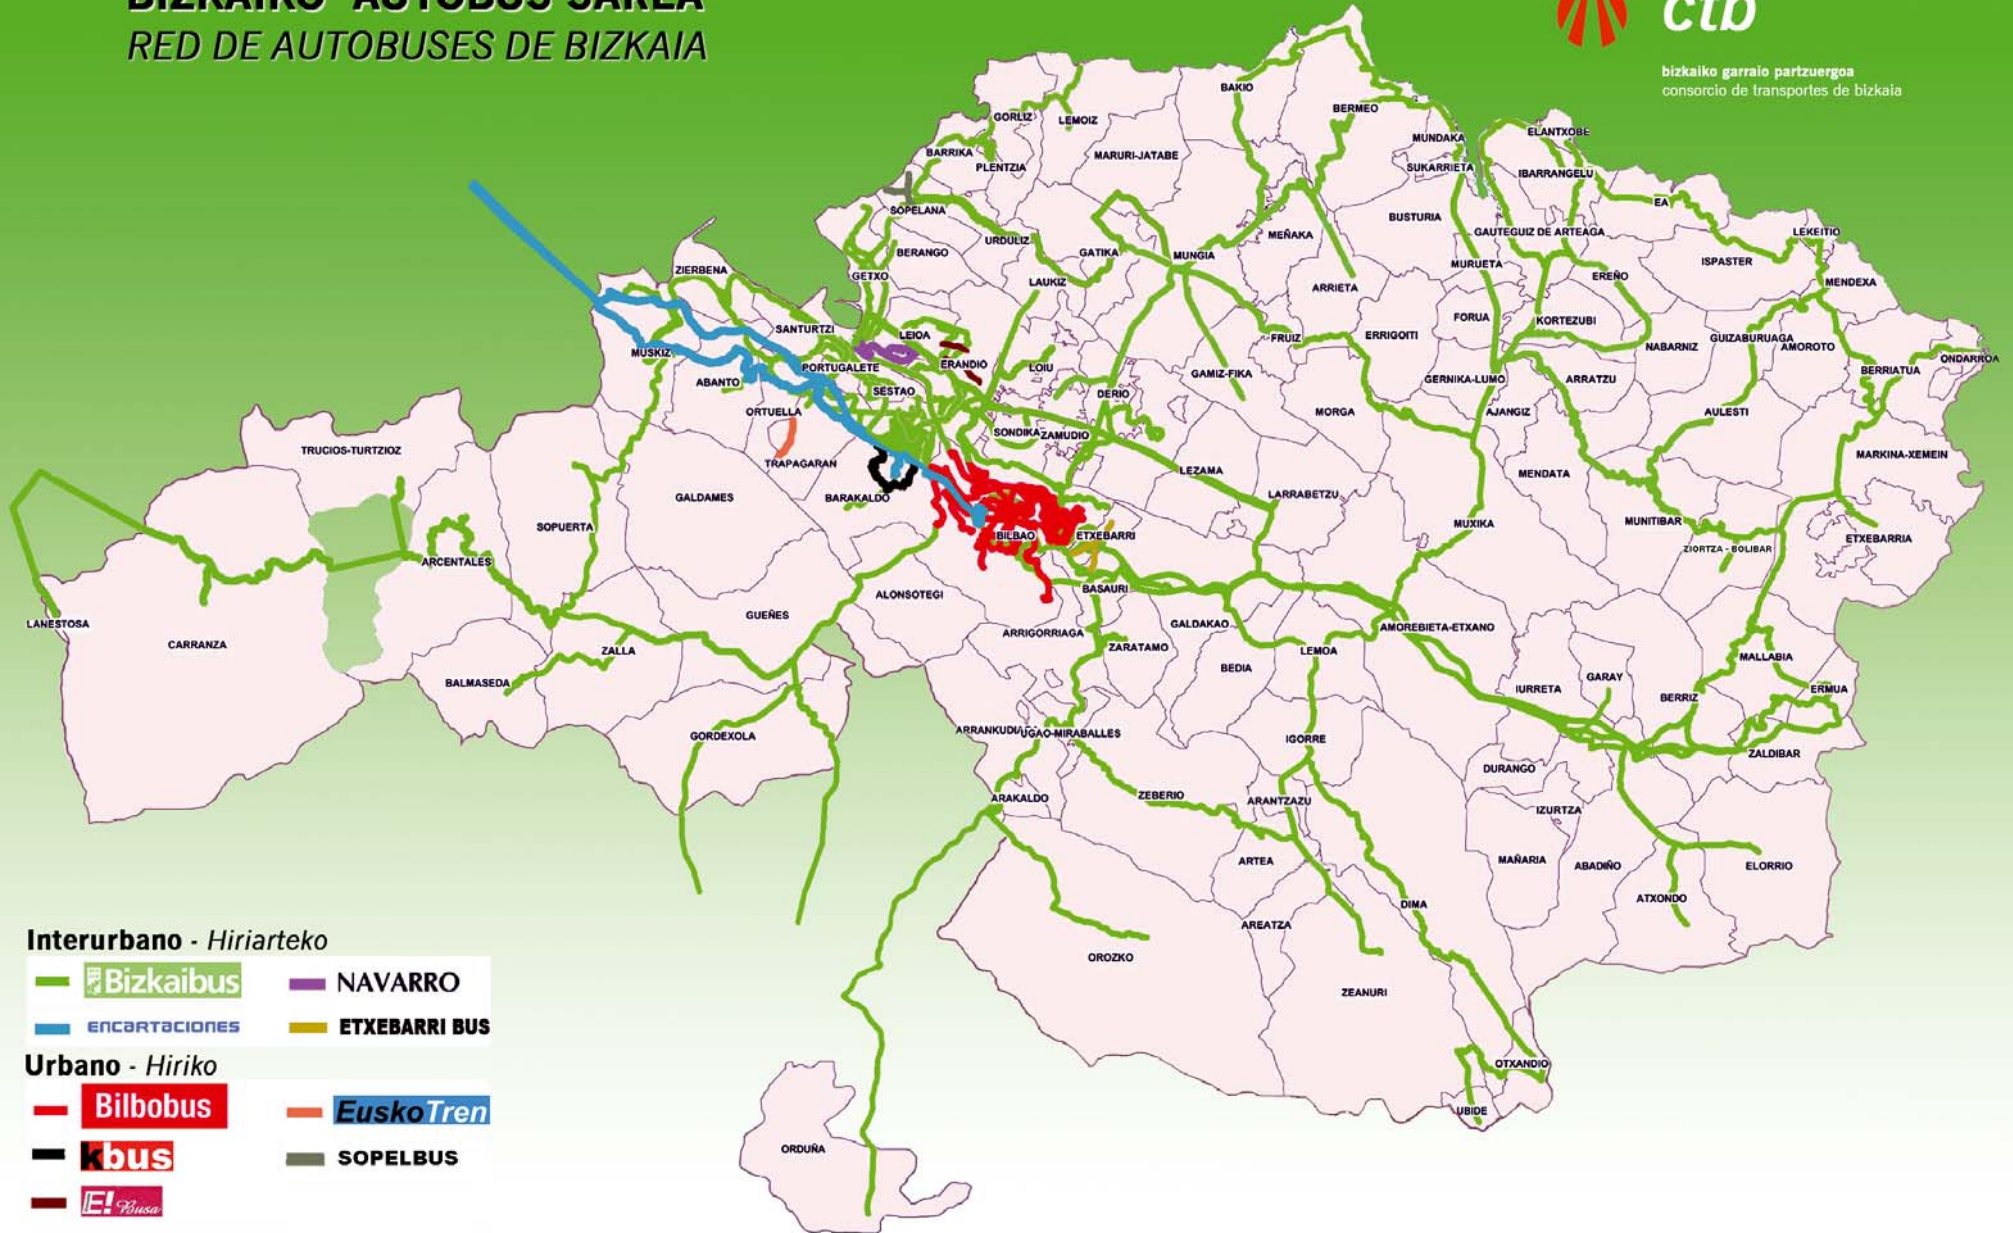 BIZKAIKO AUTOBUS SAREA
RED DE AUTOBUSES DE BIZKAIA
ctb
bizkaiko garraio partzuergoa
consorcio de transportes de bizkaia
BAKIO
BERMEO
GORLIZ
LEMOIZ
MUNDAKA
ELANTXOBE
BARRIKA
PLENTZIA
MARURI-JATABE
SUKARRIETA
IBARRANGELU
SOPELANA
BUSTURIA
EA
URDULIZ
MEÑAKA
GAUTEGUIZ DE ARTEAGA
LEKEITIO
BERANGO
GATIKA
MUNGIA
MURUETA
ISPASTER
ZIERBENA
GETXO
LAUKIZ
ARRIETA
EREÑO
MENDEXA
SANTURTZI
LEIOA
FORUA
KORTEZUBI
FRUIZ
ERRIGOITI
NABARNIZ
GUIZABURUAGA
AMOROTO
MUSKIZ
PORTUGALETE
ERANDIO
LOIU
ONDARROA
ABANTO
SESTAO
GAMIZ-FIKA
GERNIKA-LUMO
ARRATZU
BERRIATUA
DERIO
ORTUELLA
MORGA
AJANGIZ
AULESTI
SONDIKA
ZAMUDIO
TRUCIOS-TURTZIOZ
TRAPAGARAN
LEZAMA
MENDATA
MARKINA-XEMEIN
GALDAMES
BARAKALDO
LARRABETZU
SOPUERTA
MUXIKA
MUNITIBAR
BILBAO
ETXEBARRI
ETXEBARRIA
ZIORTZA - BOLIBAR
ARCENTALES
BASAURI
ALONSOTEGI
LANESTOSA
GUEÑES
GALDAKAO
AMOREBIETA-ETXANO
CARRANZA
ARRIGORRIAGA
ZARATAMO
ZALLA
LEMOA
MALLABIA
BEDIA
BALMASEDA
GARAY
IURRETA
BERRIZ
ERMUA
GORDEXOLA
ARRANKUDIA
UGAO-MIRABALLES
IGORRE
ZALDIBAR
DURANGO
ARAKALDO
ZEBERIO
ARANTZAZU
IZURTZA
ARTEA
MAÑARIA
ABADIÑO
ELORRIO
ATXONDO
DIMA
AREATZA
OROZKO
ZEANURI
OTXANDIO
UBIDE
ORDUÑA
Interurbano - Hiriarteko
Bizkaibus
NAVARRO
ENCARTACIONES
ETXEBARRI BUS
Urbano - Hiriko
Bilbobus
EuskoTren
kbus
SOPELBUS
E! Busa